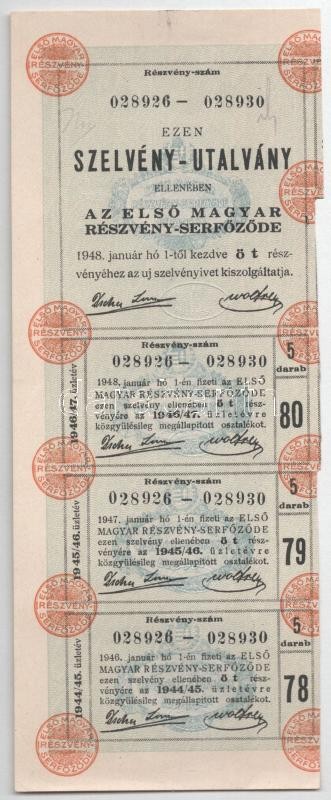 Részvény-szám
028926 — 028930
EZEN
SZELVÉNY-UTALVÁNY
ELLENÉBEN
AZ ELSŐ MAGYAR
RÉSZVÉNY-SERFŐZŐDE
1948. január hó 1-től kezdve öt rész-
vényéhez az uj szelvényivet kiszolgáltatja.
1946/47. üzletév
Részvény-szám
028926 — 028930
1948. január hó 1-én fizeti az ELSŐ
MAGYAR RÉSZVÉNY-SERFŐZŐDE
ezen szelvény ellenében öt rész-
vényére az 1946/47. üzletévre
közgyülésileg megállapitott osztalékot.
5
darab
80
1945/46. üzletév
Részvény-szám
028926 — 028930
1947. január hó 1-én fizeti az ELSŐ
MAGYAR RÉSZVÉNY-SERFŐZŐDE
ezen szelvény ellenében öt rész-
vényére az 1945/46. üzletévre
közgyülésileg megállapitott osztalékot.
5
darab
79
1944/45. üzletév
Részvény-szám
028926 — 028930
1946. január hó 1-én fizeti az ELSŐ
MAGYAR RÉSZVÉNY-SERFŐZŐDE
ezen szelvény ellenében öt rész-
vényére az 1944/45. üzletévre
közgyülésileg megállapitott osztalékot.
5
darab
78
ELSŐ MAGYAR
RÉSZVÉNY-
SERFŐZŐDE